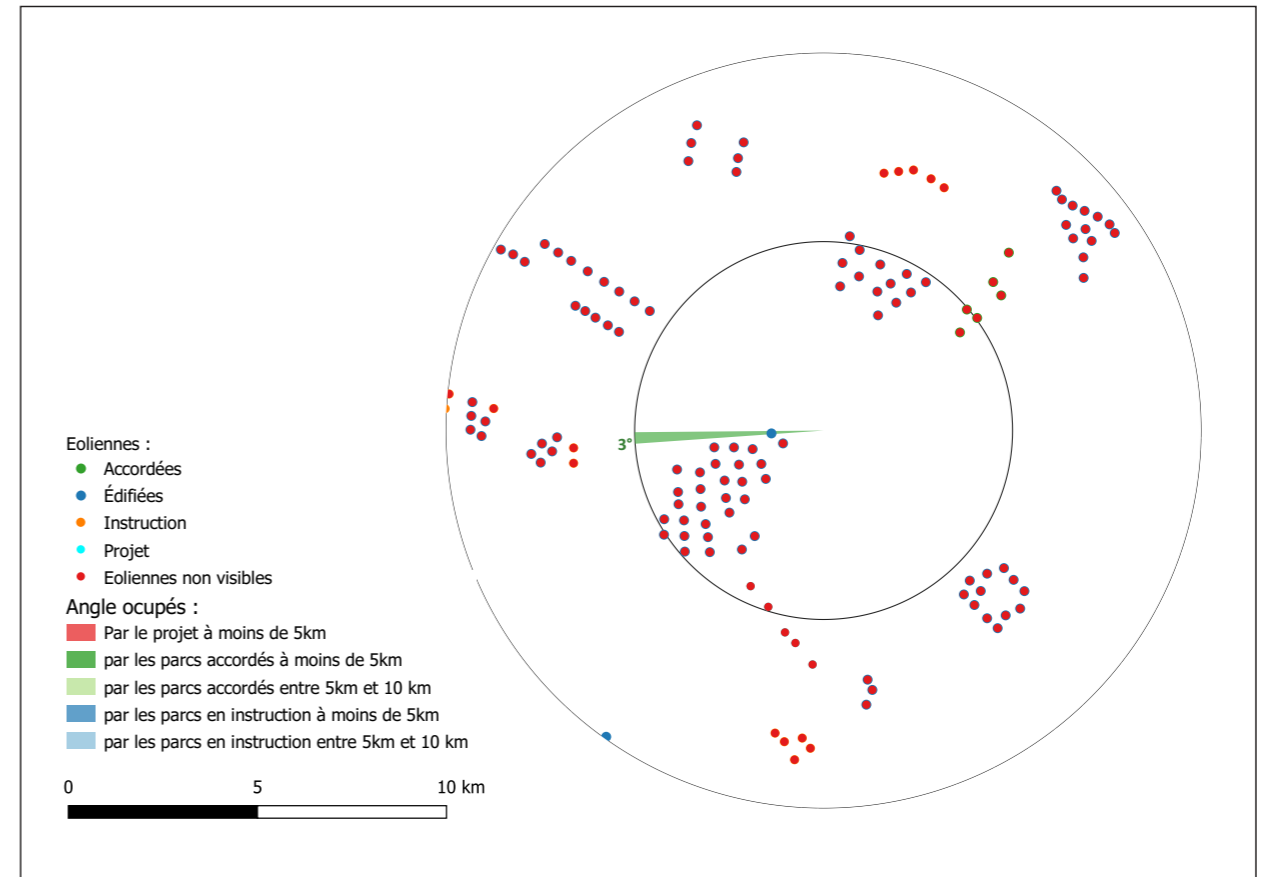 3°
Eoliennes :
Accordées
Édifiées
Instruction
Projet
Eoliennes non visibles
Angle ocupés :
Par le projet à moins de 5km
par les parcs accordés à moins de 5km
par les parcs accordés entre 5km et 10 km
par les parcs en instruction à moins de 5km
par les parcs en instruction entre 5km et 10 km
0 5 10 km